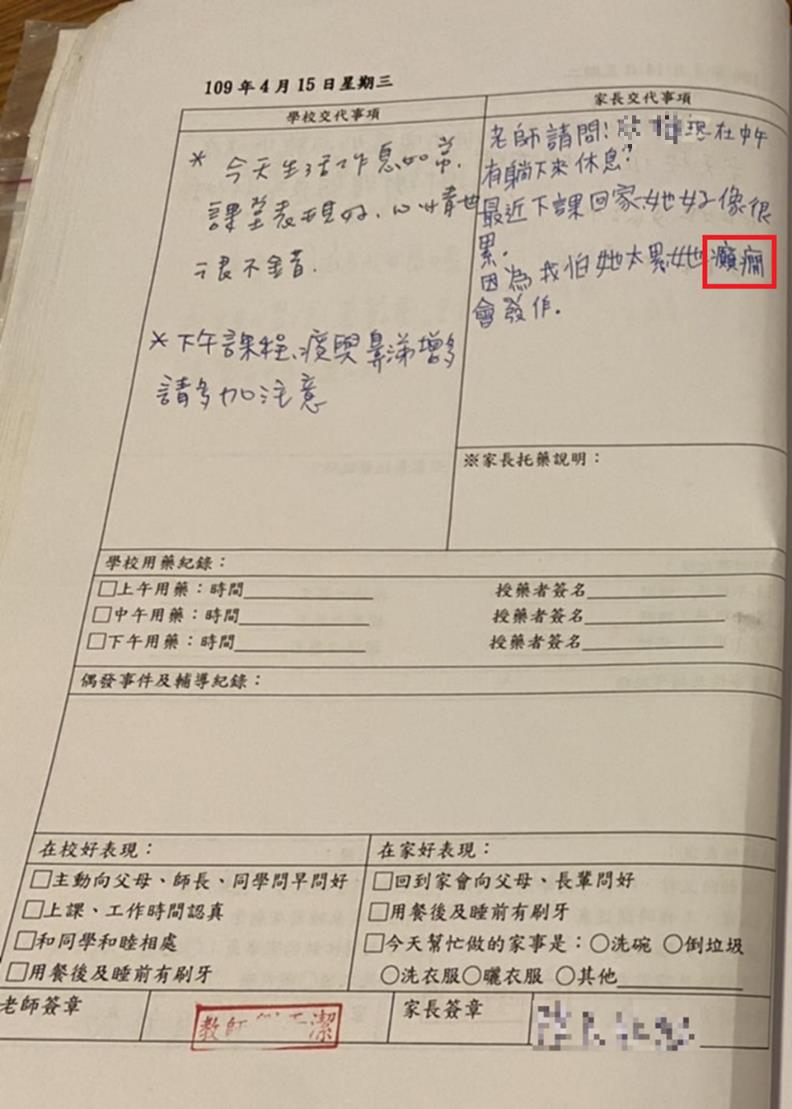 109年4月15日星期三
學校交代事項
* 今天生活作息如常.
課堂表現好、心情也
很不錯.
*下午課程、痰與鼻涕增多
請多加注意
家長交代事項
老師請問! 現在中午
有躺下來休息?
最近下課回家她好像很
累.
因為我怕她太累她癲癇
會發作.
※家長托藥說明：
學校用藥紀錄：
□上午用藥：時間 授藥者簽名
□中午用藥：時間 授藥者簽名
□下午用藥：時間 授藥者簽名
偶發事件及輔導紀錄：
在校好表現：
□主動向父母、師長、同學問早問好
□上課、工作時間認真
□和同學和睦相處
□用餐後及睡前有刷牙
在家好表現：
□回到家會向父母、長輩問好
□用餐後及睡前有刷牙
□今天幫忙做的家事是：○洗碗 ○倒垃圾
○洗衣服○曬衣服 ○其他
老師簽章
教師 潔
家長簽章